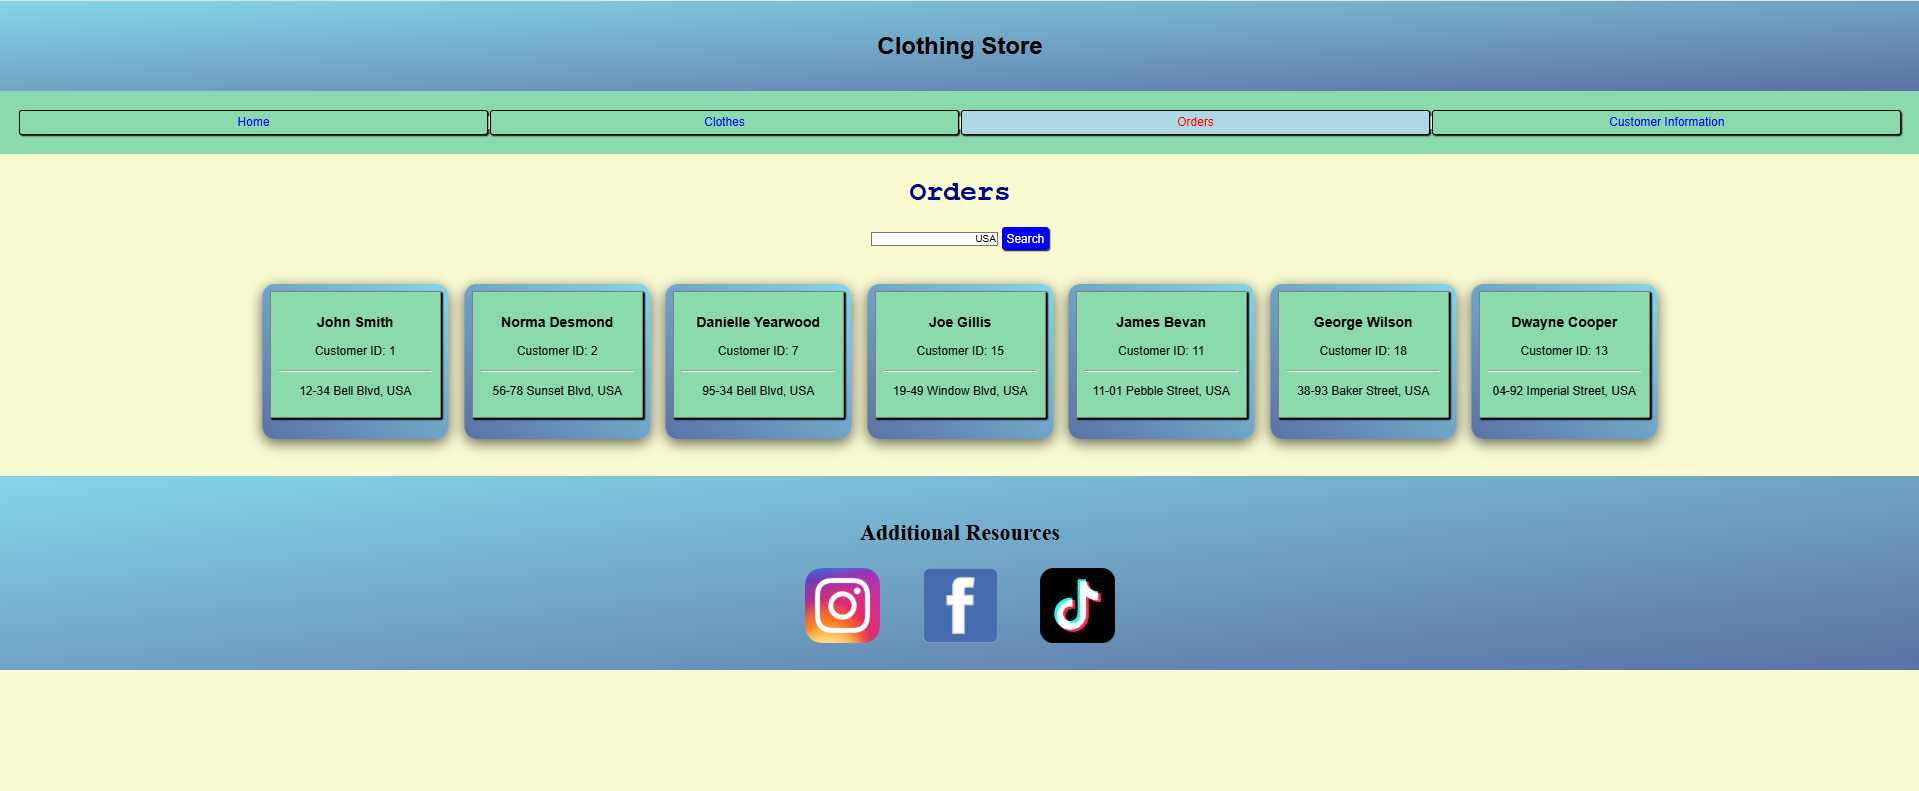 Clothing Store
Home Clothes Orders Customer Information
Orders
USA Search
John Smith
Customer ID: 1
12-34 Bell Blvd, USA
Norma Desmond
Customer ID: 2
56-78 Sunset Blvd, USA
Danielle Yearwood
Customer ID: 7
95-34 Bell Blvd, USA
Joe Gillis
Customer ID: 15
19-49 Window Blvd, USA
James Bevan
Customer ID: 11
11-01 Pebble Street, USA
George Wilson
Customer ID: 18
38-93 Baker Street, USA
Dwayne Cooper
Customer ID: 13
04-92 Imperial Street, USA
Additional Resources